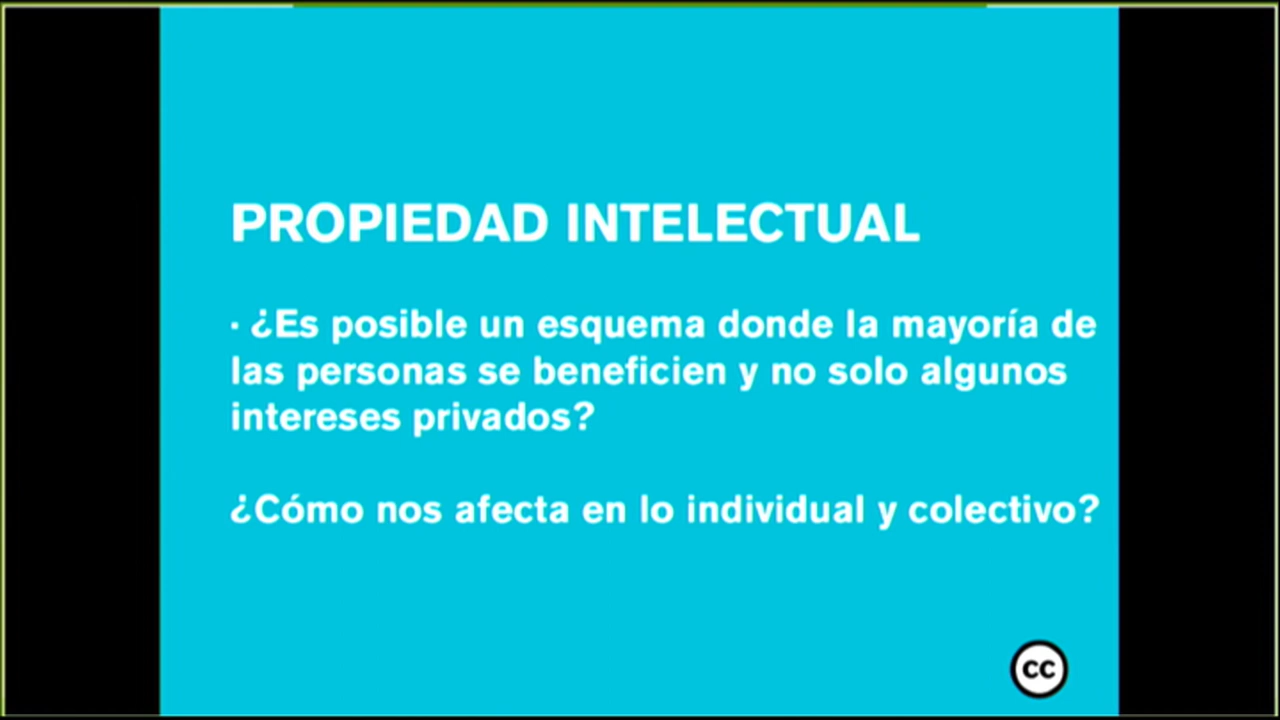 PROPIEDAD INTELECTUAL
· ¿Es posible un esquema donde la mayoría de
las personas se beneficien y no solo algunos
intereses privados?
¿Cómo nos afecta en lo individual y colectivo?
cc